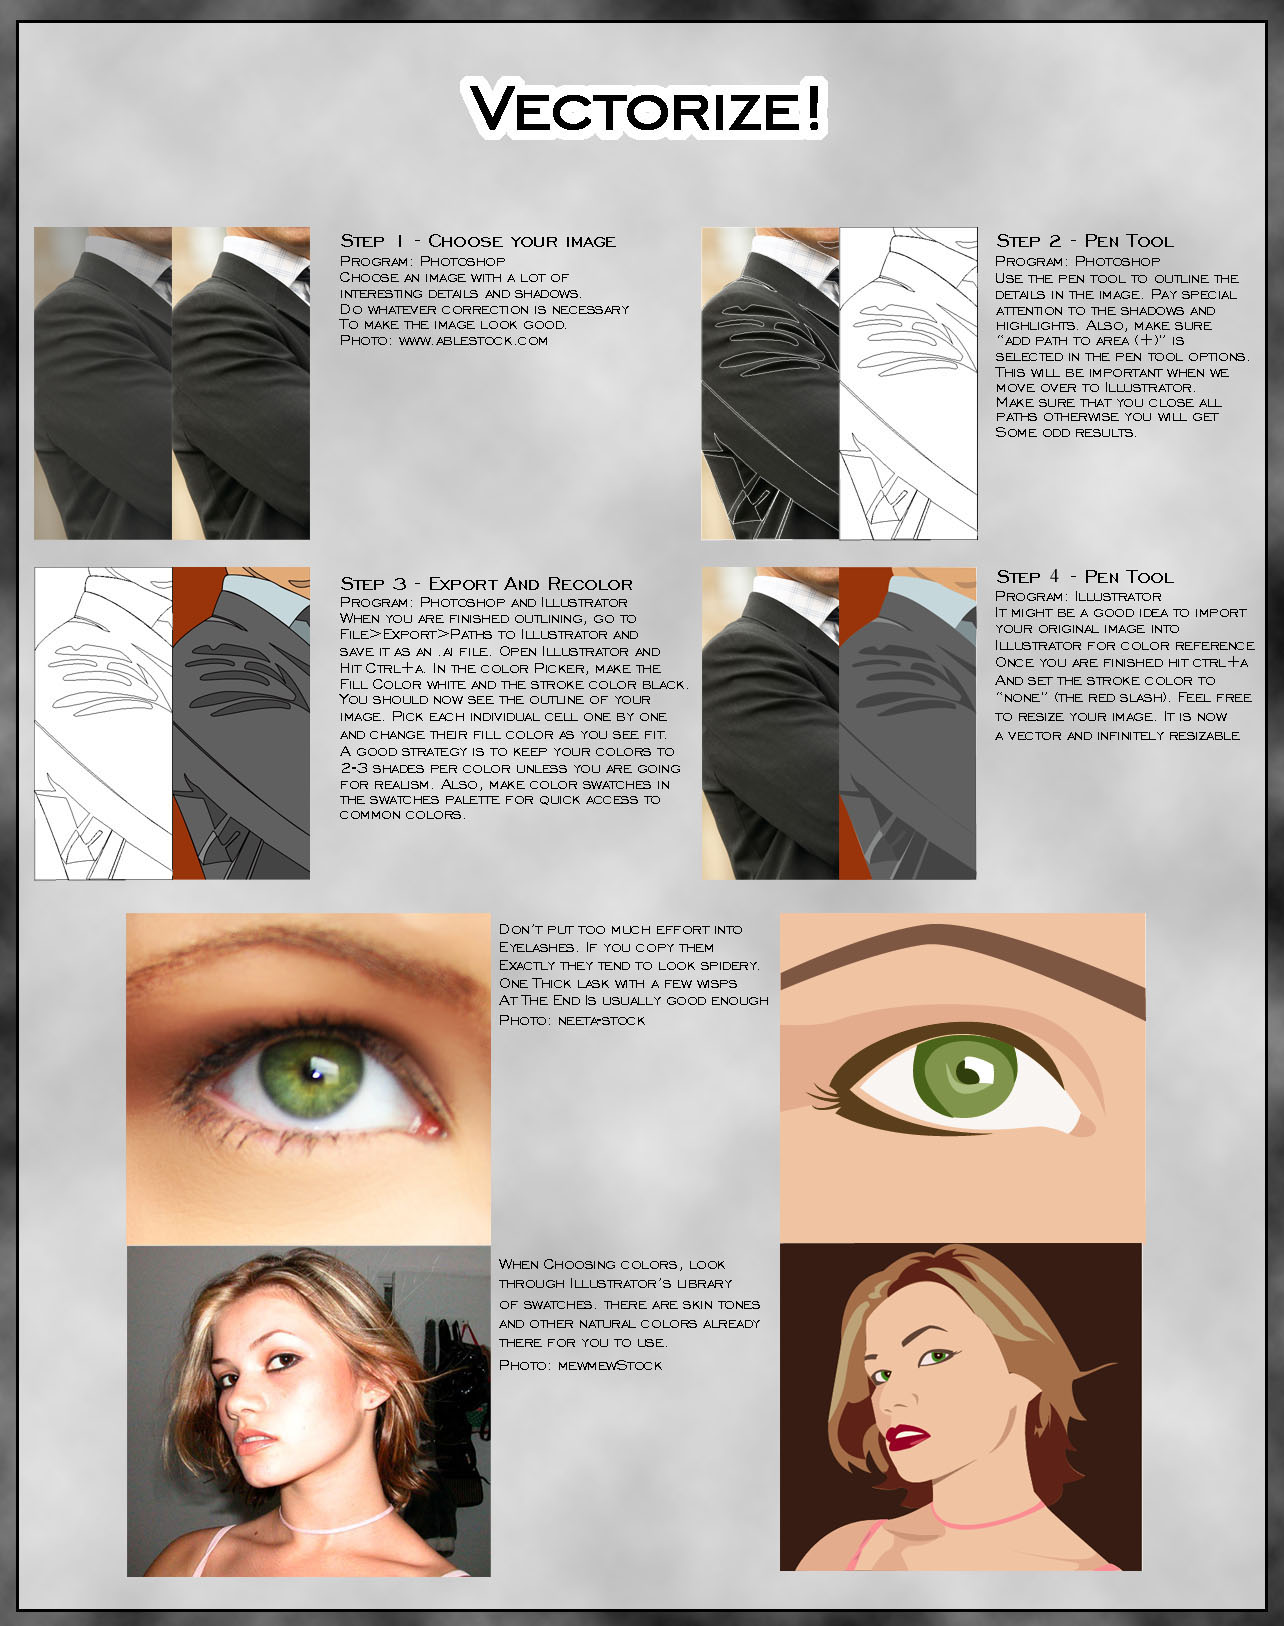 Vectorize!
Step 1 - Choose your image
Program: Photoshop
Choose an image with a lot of
interesting details and shadows.
Do whatever correction is necessary
To make the image look good.
Photo: www.ablestock.com
Step 2 - Pen Tool
Program: Photoshop
Use the pen tool to outline the
details in the image. Pay special
attention to the shadows and
highlights. Also, make sure
"add path to area (+)" is
selected in the pen tool options.
This will be important when we
move over to Illustrator.
Make sure that you close all
paths otherwise you will get
Some odd results.
Step 3 - Export And Recolor
Program: Photoshop and Illustrator
When you are finished outlining, go to
File>Export>Paths to Illustrator and
save it as an .ai file. Open Illustrator and
Hit Ctrl+a. In the color Picker, make the
Fill Color white and the stroke color black.
You should now see the outline of your
image. Pick each individual cell one by one
and change their fill color as you see fit.
A good strategy is to keep your colors to
2-3 shades per color unless you are going
for realism. Also, make color swatches in
the swatches palette for quick access to
common colors.
Step 4 - Pen Tool
Program: Illustrator
It might be a good idea to import
your original image into
Illustrator for color reference
Once you are finished hit ctrl+a
And set the stroke color to
"none" (the red slash). Feel free
to resize your image. It is now
a vector and infinitely resizable
Don't put too much effort into
Eyelashes. If you copy them
Exactly they tend to look spidery.
One Thick lask with a few wisps
At The End Is usually good enough
Photo: neeta-stock
When Choosing colors, look
through Illustrator's library
of swatches. there are skin tones
and other natural colors already
there for you to use.
Photo: mewmewStock